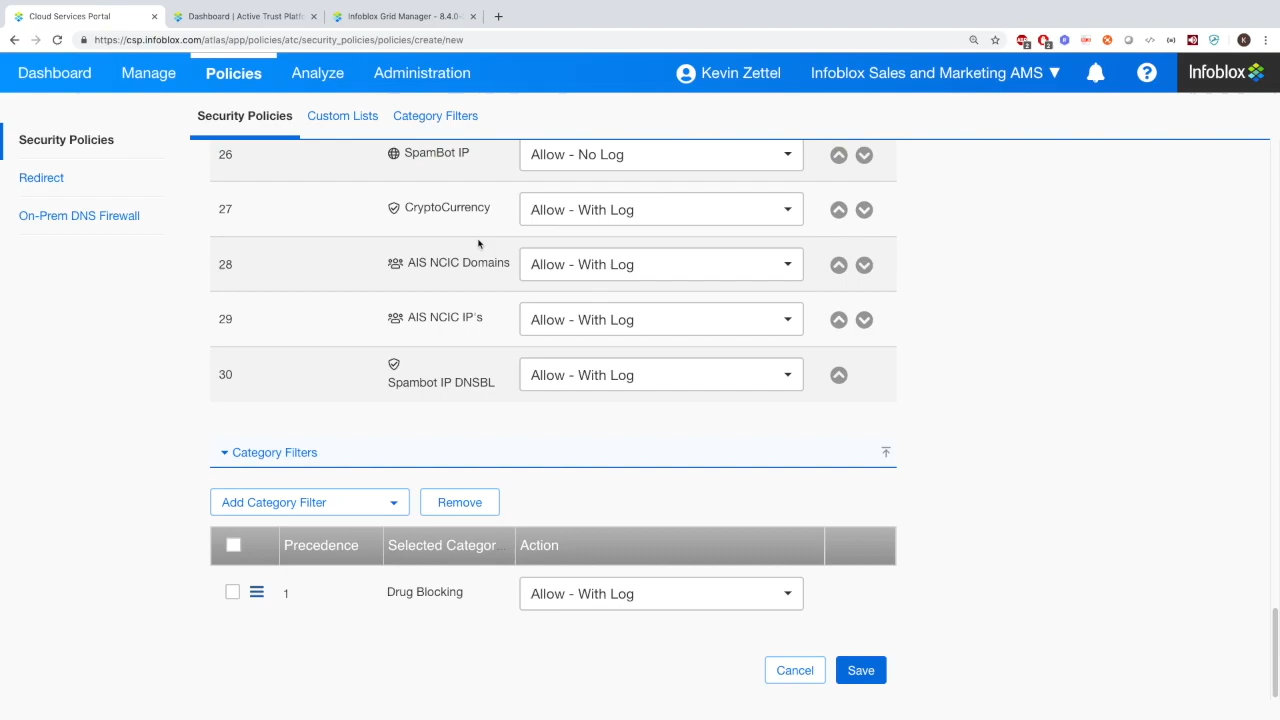 Cloud Services Portal
Dashboard | Active Trust Platf
Infoblox Grid Manager - 8.4.0-
https://csp.infoblox.com/atlas/app/policies/atc/security_policies/policies/create/new
Dashboard Manage Policies Analyze Administration Kevin Zettel Infoblox Sales and Marketing AMS Infoblox
Security Policies Custom Lists Category Filters
Security Policies
Redirect
On-Prem DNS Firewall
26 SpamBot IP Allow - No Log
27 CryptoCurrency Allow - With Log
28 AIS NCIC Domains Allow - With Log
29 AIS NCIC IP's Allow - With Log
30 Spambot IP DNSBL Allow - With Log
Category Filters
Add Category Filter Remove
Precedence Selected Categor... Action
1 Drug Blocking Allow - With Log
Cancel Save